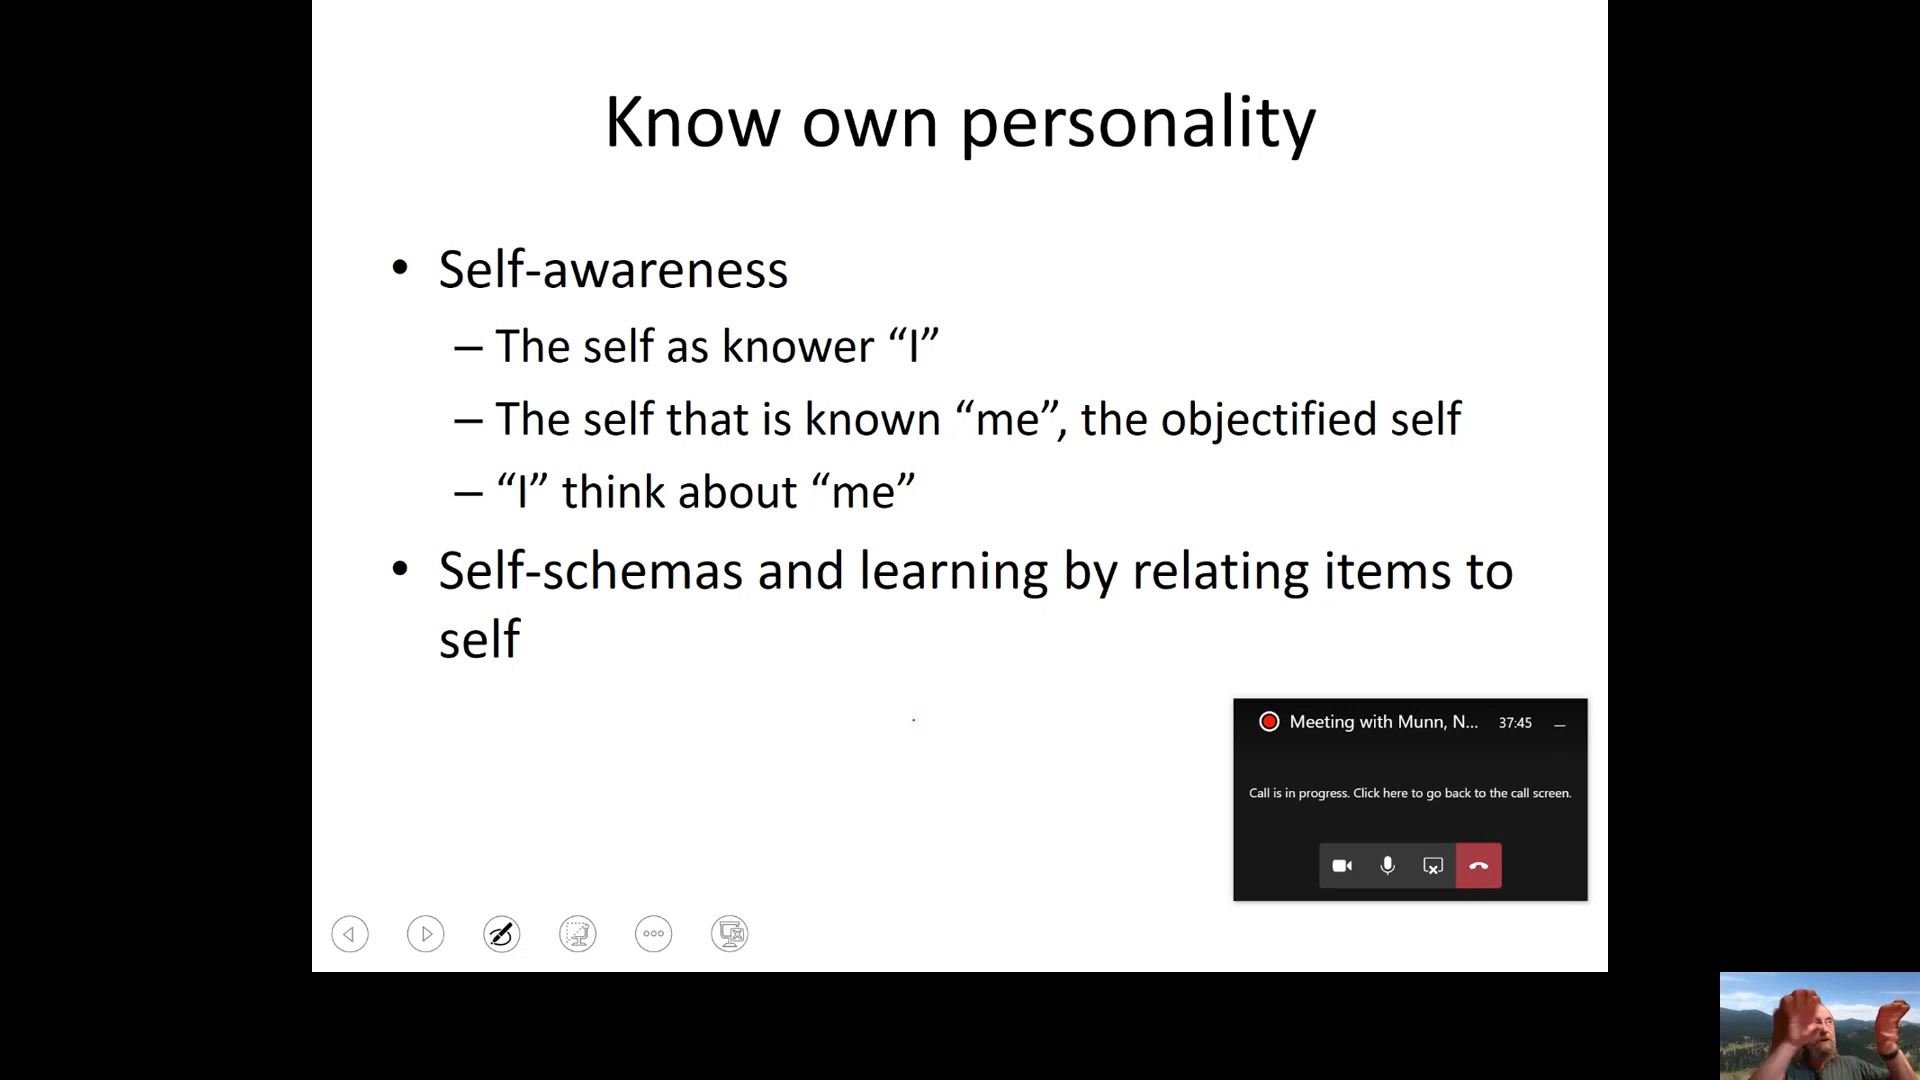 Know own personality
• Self-awareness
– The self as knower “I”
– The self that is known “me”, the objectified self
– “I” think about “me”
• Self-schemas and learning by relating items to
self
Meeting with Munn, N... 37:45
Call is in progress. Click here to go back to the call screen.